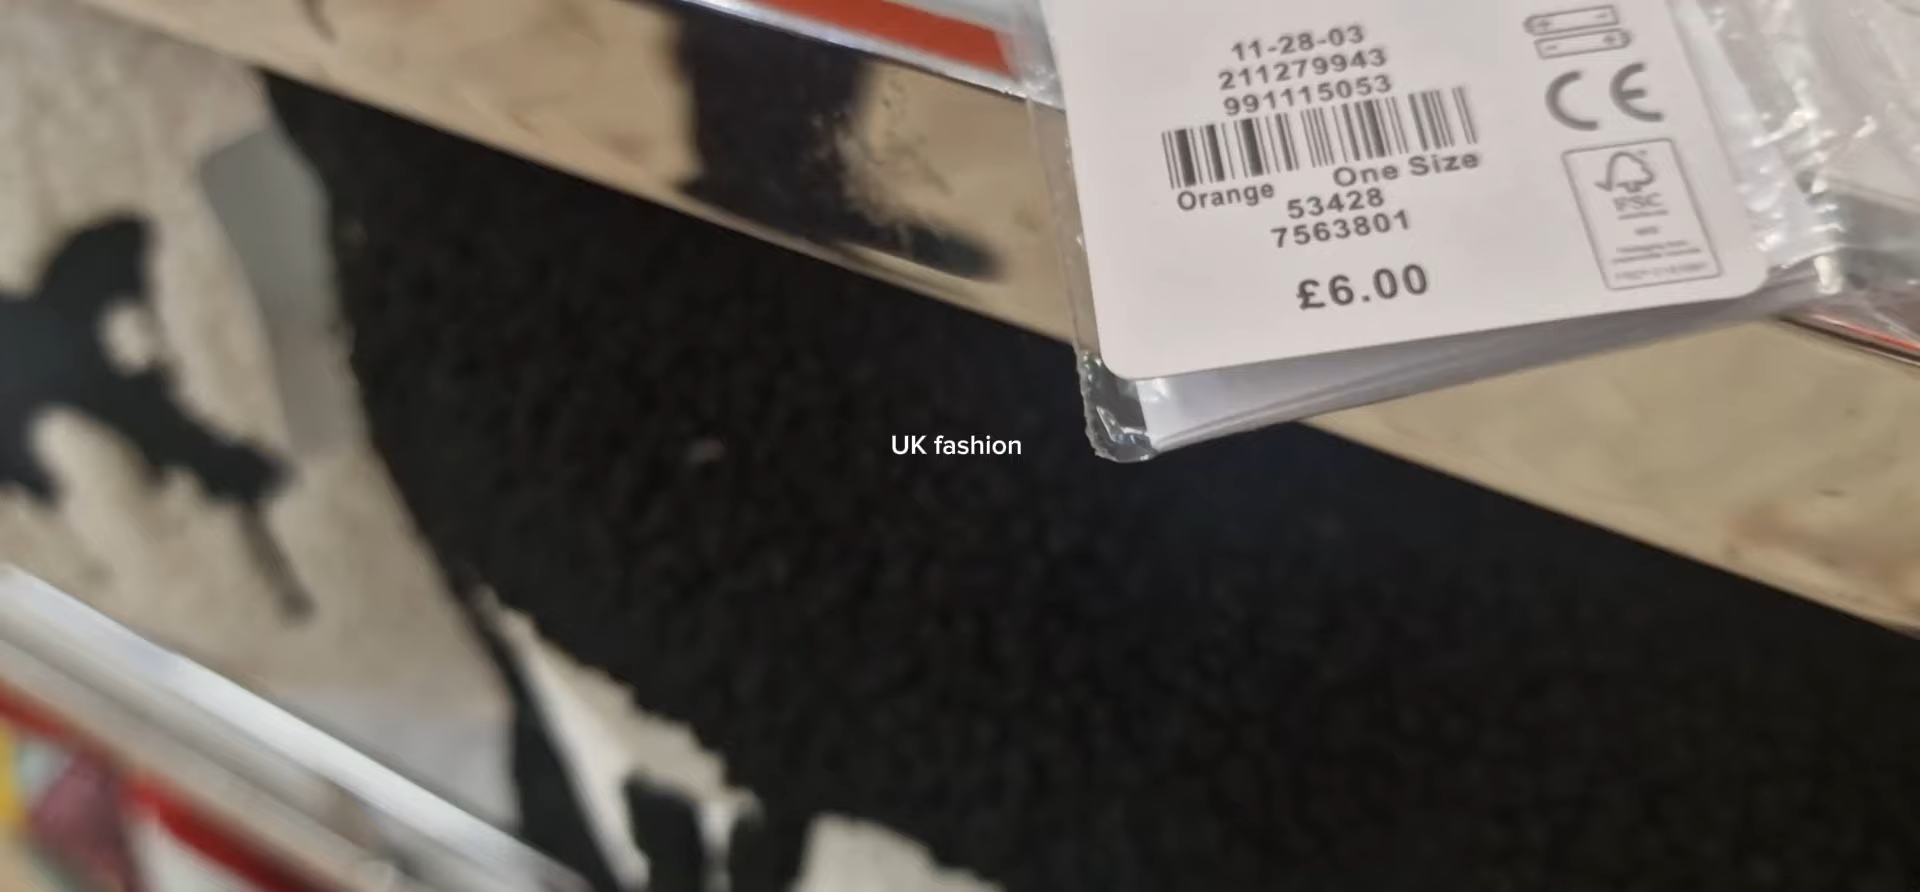 11-28-03
211279943
991115053
Orange One Size
53428
7563801
£6.00
CE
FSC
UK fashion